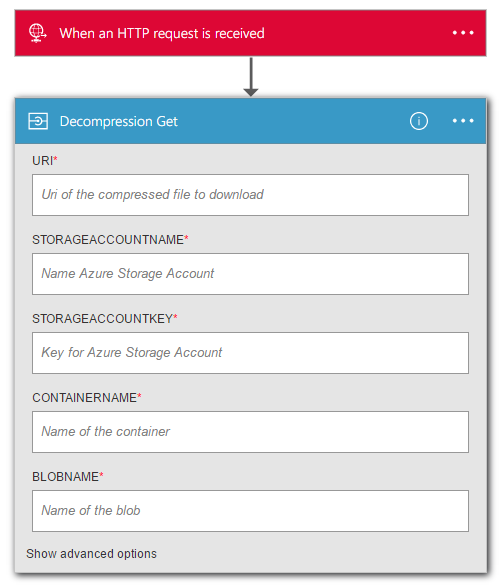 When an HTTP request is received
Decompression Get
URI*
Uri of the compressed file to download
STORAGEACCOUNTNAME*
Name Azure Storage Account
STORAGEACCOUNTKEY*
Key for Azure Storage Account
CONTAINERNAME*
Name of the container
BLOBNAME*
Name of the blob
Show advanced options